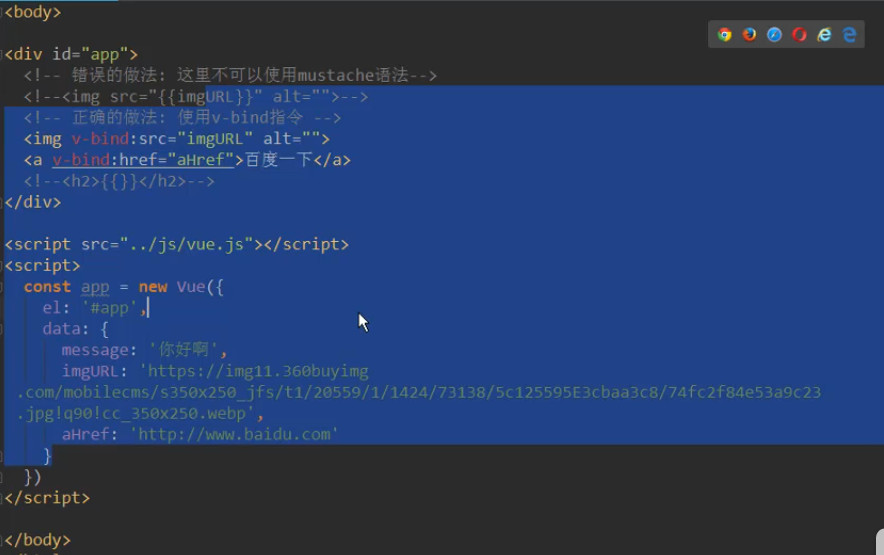 <body>
<div id="app">
<!-- 错误的做法: 这里不可以使用mustache语法-->
<!--<img src="{{imgURL}}" alt="">-->
<!-- 正确的做法: 使用v-bind指令 -->
<img v-bind:src="imgURL" alt="">
<a v-bind:href="aHref">百度一下</a>
<!--<h2>{{}}</h2>-->
</div>
<script src="../js/vue.js"></script>
<script>
const app = new Vue({
el: '#app',
data: {
message: '你好啊',
imgURL: 'https://img11.360buyimg
.com/mobilecms/s350x250_jfs/t1/20559/1/1424/73138/5c125595E3cbaa3c8/74fc2f84e53a9c23
.jpg!q90!cc_350x250.webp',
aHref: 'http://www.baidu.com'
}
})
</script>
</body>